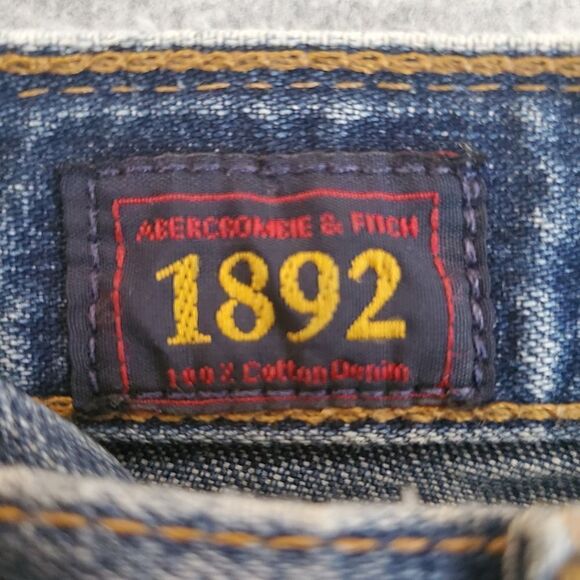 ABERCROMBIE & FITCH
1892
100% Cotton Denim